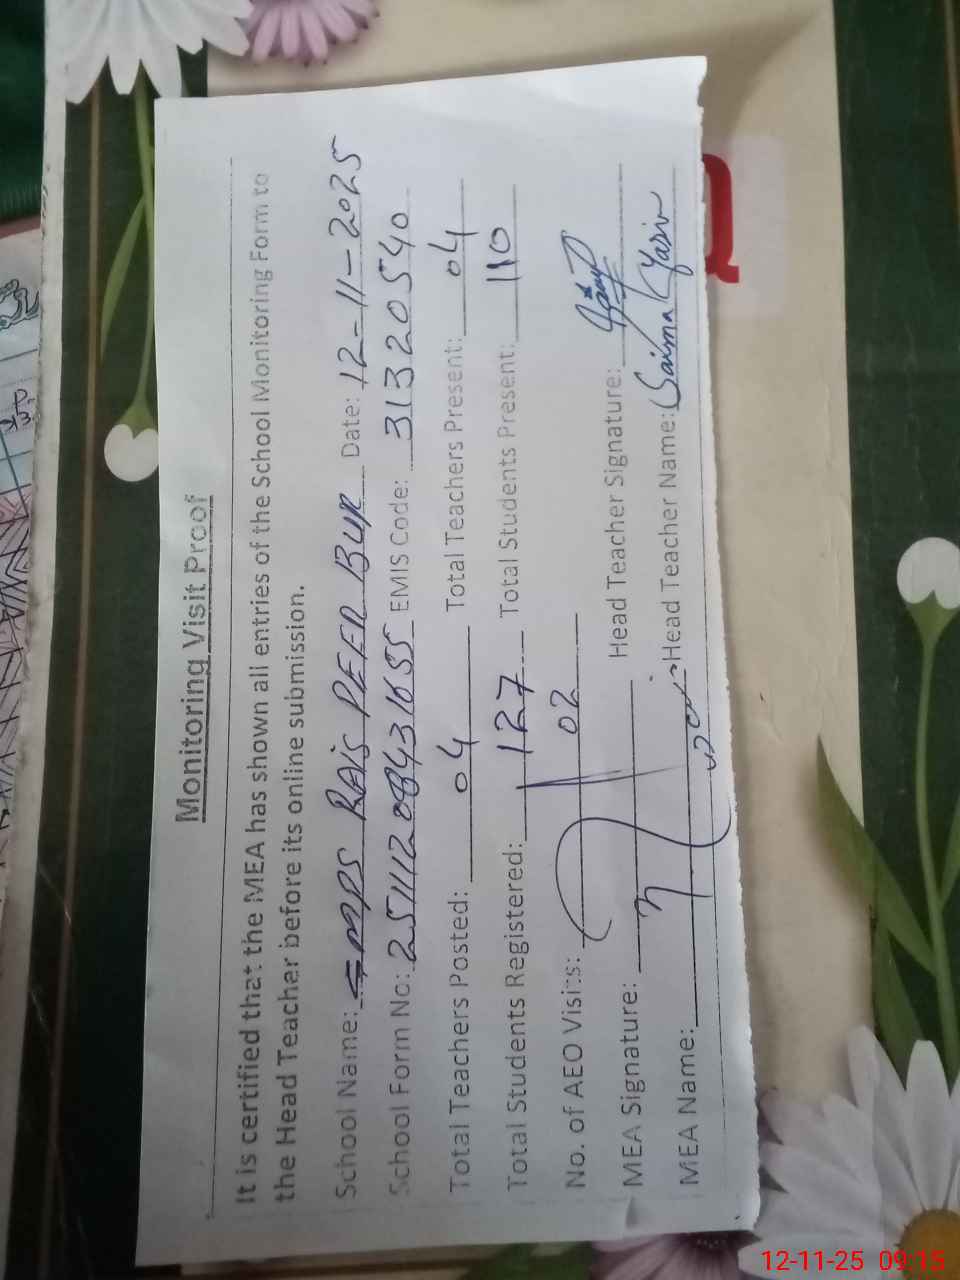 Monitoring Visit Proof
It is certified that the MEA has shown all entries of the School Monitoring Form to
the Head Teacher before its online submission.
School Name: GMPS RAIS PEER BUX Date: 12-11-2025
School Form No: 25111208431655 EMIS Code: 31320540
Total Teachers Posted: 04 Total Teachers Present: 04
Total Students Registered: 127 Total Students Present: 110
No. of AEO Visits: 02
MEA Signature: Head Teacher Signature:
MEA Name: Head Teacher Name: Saima Yasin
12-11-25 09:15